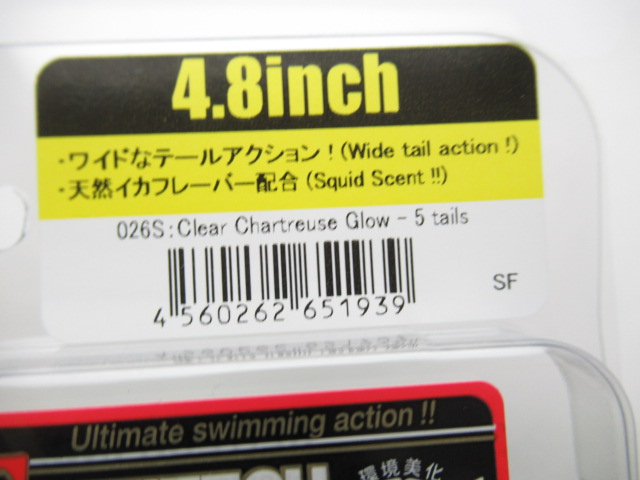 4.8inch
・ワイドなテールアクション！(Wide tail action !)
・天然イカフレーバー配合 (Squid Scent !!)
026S:Clear Chartreuse Glow - 5 tails
4 560262 651939
SF
Ultimate swimming action !!
環境美化